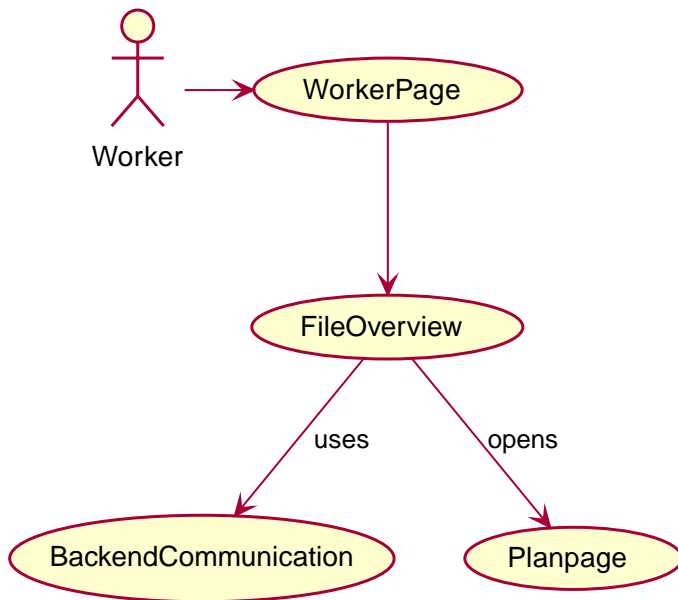 WorkerPage
Worker
FileOverview
uses
opens
BackendCommunication
Planpage